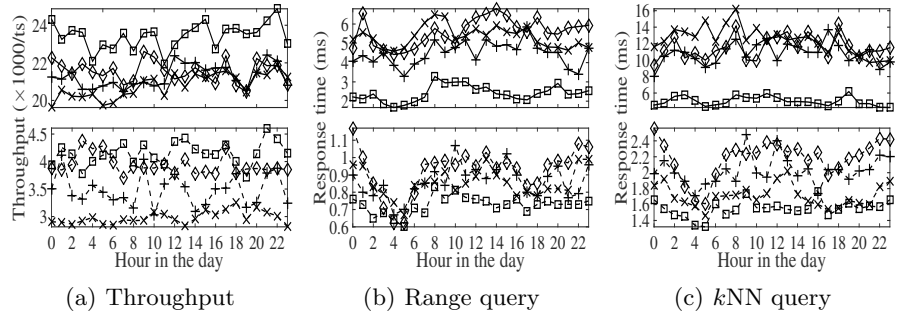 Throughput (× 1000/ts)
24
22
20
4.5
4
3.5
3
0 2 4 6 8 10 12 14 16 18 20 22
Hour in the day
(a) Throughput
Response time (ms)
6
5
4
3
2
1.1
1
0.9
0.8
0.7
0.6
0 2 4 6 8 10 12 14 16 18 20 22
Hour in the day
(b) Range query
Response time (ms)
16
14
12
10
8
6
2.4
2.2
2
1.8
1.6
1.4
0 2 4 6 8 10 12 14 16 18 20 22
Hour in the day
(c) kNN query